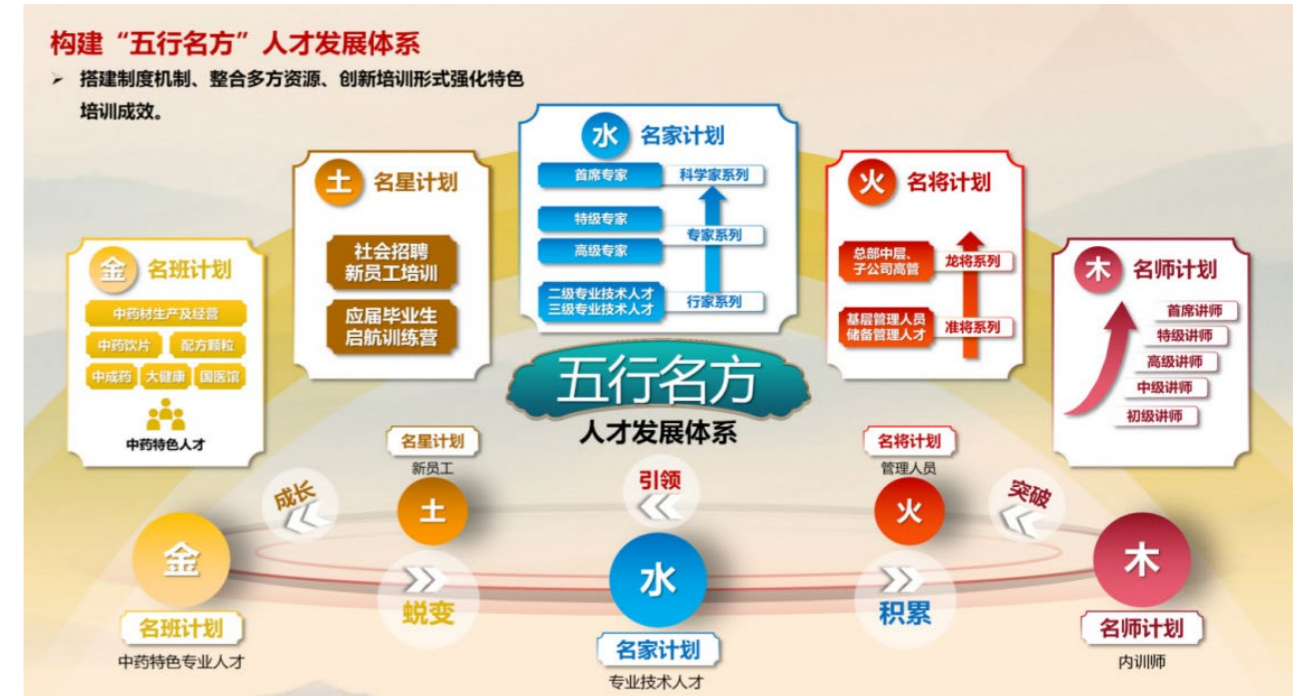 构建“五行名方”人才发展体系
➢ 搭建制度机制、整合多方资源、创新培训形式强化特色
培训成效。
金 名班计划
中药材生产及经营
中药饮片 配方颗粒
中成药 大健康 国医馆
中药特色人才
土 名星计划
社会招聘
新员工培训
应届毕业生
启航训练营
水 名家计划
首席专家 科学家系列
特级专家
专家系列
高级专家
二级专业技术人才
三级专业技术人才
行家系列
火 名将计划
总部中层、
子公司高管
龙将系列
基层管理人员
储备管理人才
准将系列
木 名师计划
首席讲师
特级讲师
高级讲师
中级讲师
初级讲师
五行名方
人才发展体系
名星计划
新员工
土
成长
引领
名将计划
管理人员
火
突破
金
名班计划
中药特色专业人才
蜕变
水
名家计划
专业技术人才
积累
木
名师计划
内训师